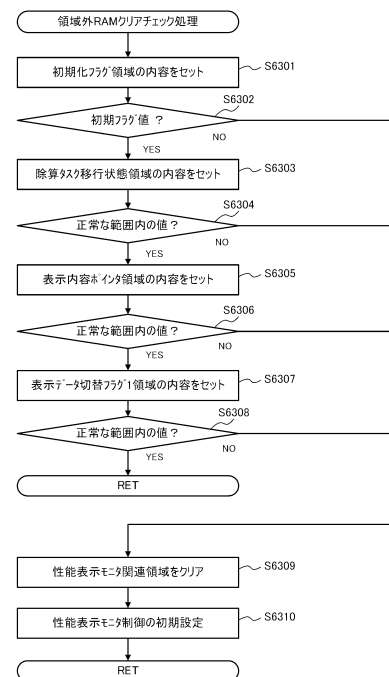 領域外RAMクリアチェック処理
初期化フラグ領域の内容をセット
S6301
S6302
初期フラグ値 ?
NO
YES
除算タスク移行状態領域の内容をセット
S6303
S6304
正常な範囲内の値?
NO
YES
表示内容ポインタ領域の内容をセット
S6305
S6306
正常な範囲内の値?
NO
YES
表示データ切替フラグ1領域の内容をセット
S6307
S6308
正常な範囲内の値?
NO
YES
RET
性能表示モニタ関連領域をクリア
S6309
性能表示モニタ制御の初期設定
S6310
RET